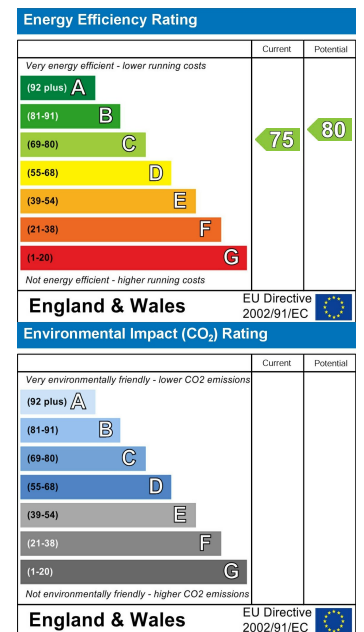 Energy Efficiency Rating
Current Potential
Very energy efficient - lower running costs
(92 plus) A
(81-91) B
(69-80) C
(55-68) D
(39-54) E
(21-38) F
(1-20) G
75
80
Not energy efficient - higher running costs
England & Wales
EU Directive
2002/91/EC
Environmental Impact (CO₂) Rating
Current Potential
Very environmentally friendly - lower CO2 emissions
(92 plus) A
(81-91) B
(69-80) C
(55-68) D
(39-54) E
(21-38) F
(1-20) G
Not environmentally friendly - higher CO2 emissions
England & Wales
EU Directive
2002/91/EC